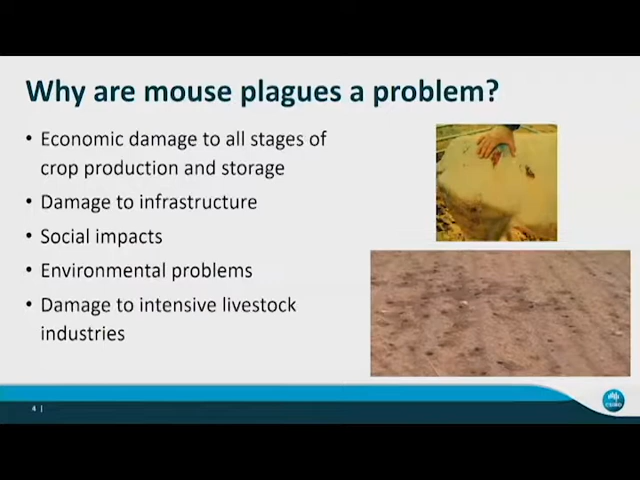 Why are mouse plagues a problem?
• Economic damage to all stages of
crop production and storage
• Damage to infrastructure
• Social impacts
• Environmental problems
• Damage to intensive livestock
industries
4 |
CSIRO